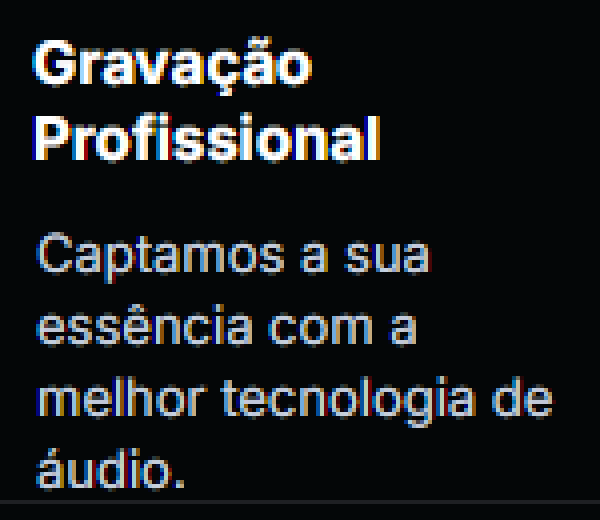 Gravação
Profissional
Captamos a sua
essência com a
melhor tecnologia de
áudio.